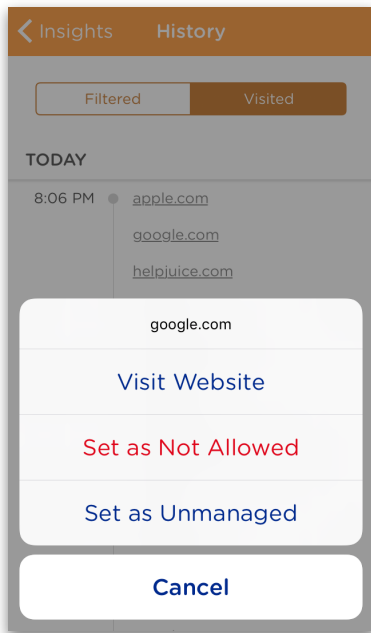 Insights History
Filtered Visited
TODAY
8:06 PM apple.com
google.com
helpjuice.com
google.com
Visit Website
Set as Not Allowed
Set as Unmanaged
Cancel